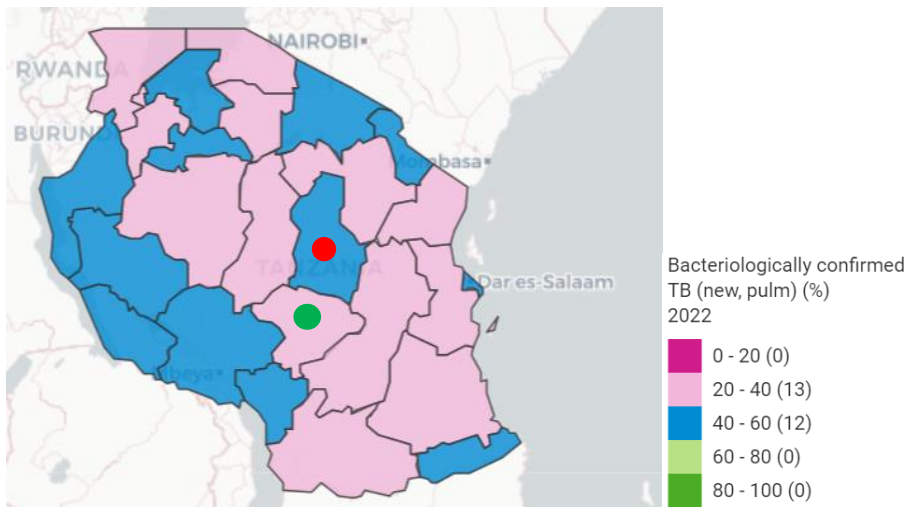 NAIROBI
RWANDA
BURUND
Mombasa
TANZANIA
Dar es-Salaam
Mbeya
Bacteriologically confirmed
TB (new, pulm) (%)
2022
0 - 20 (0)
20 - 40 (13)
40 - 60 (12)
60 - 80 (0)
80 - 100 (0)